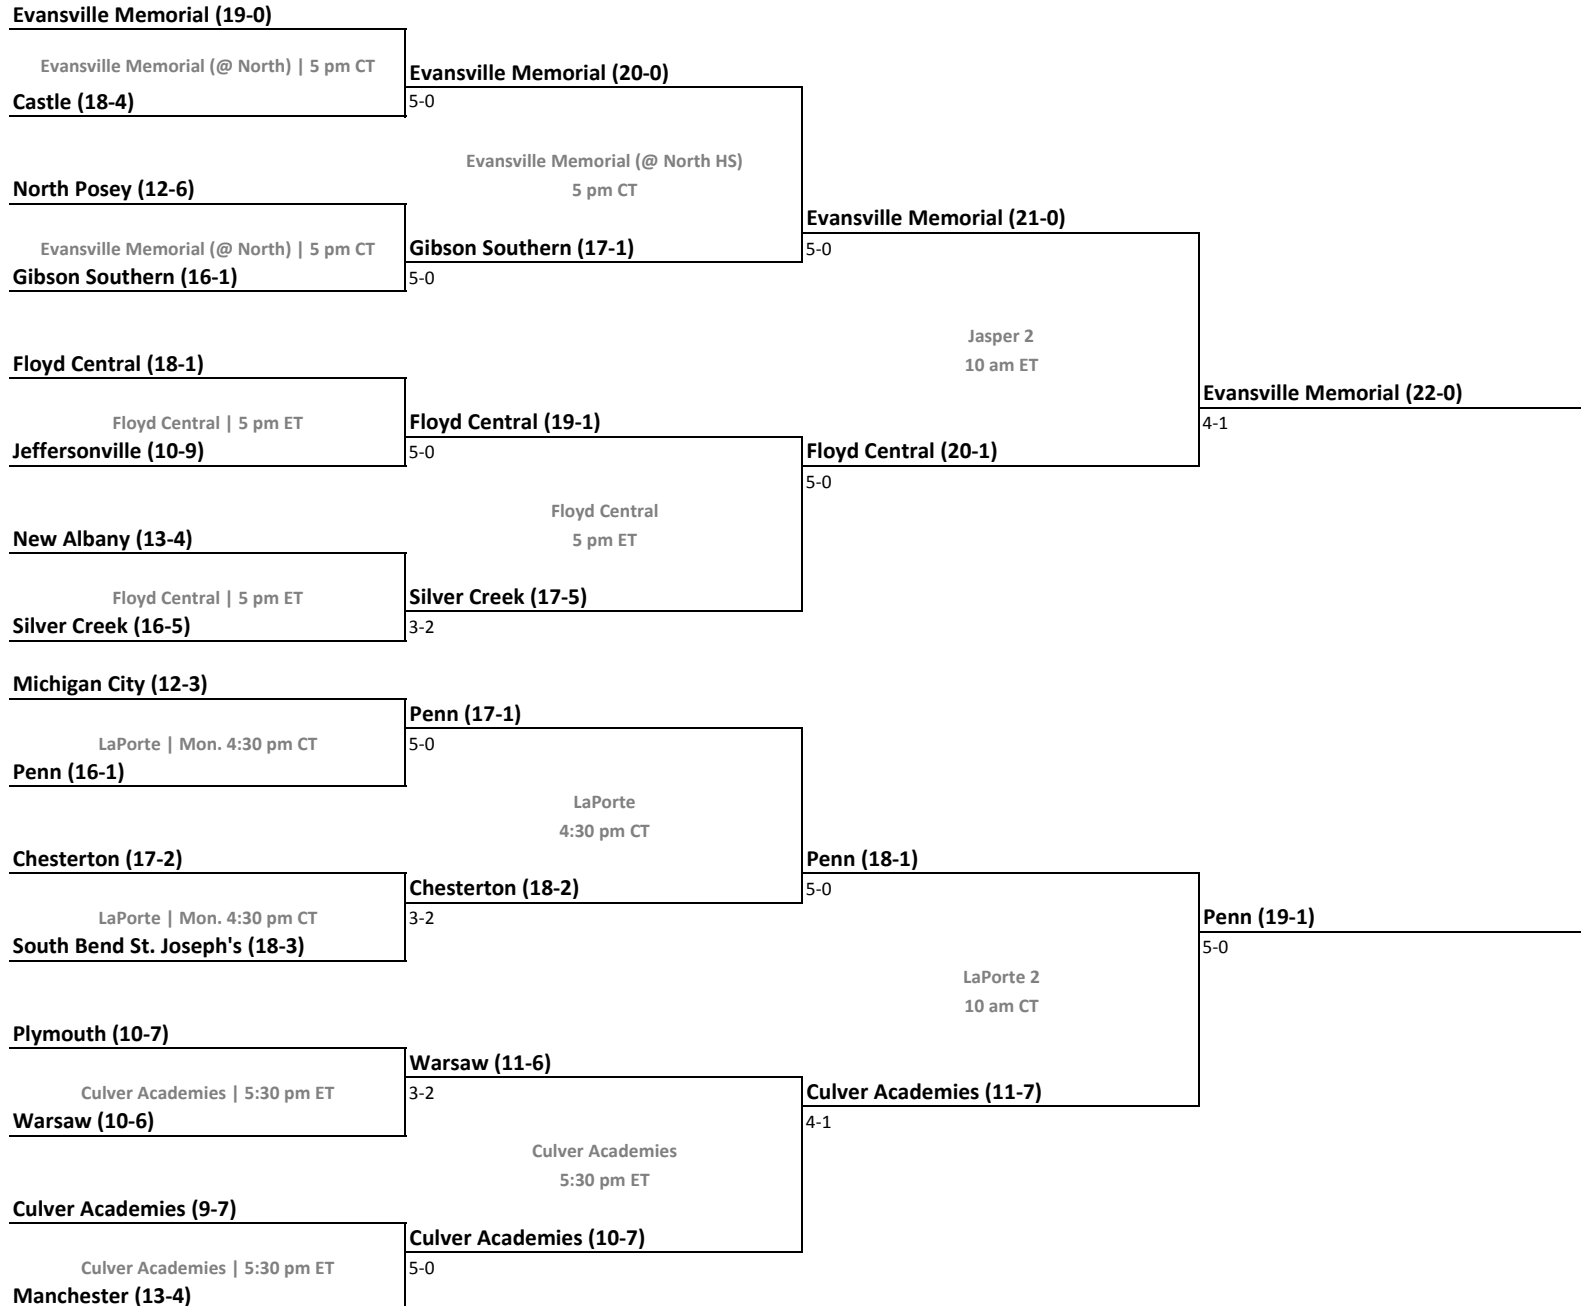 Evansville Memorial (19-0)
Evansville Memorial (@ North) | 5 pm CT
Evansville Memorial (20-0)
Castle (18-4)
5-0
Evansville Memorial (@ North HS)
North Posey (12-6)
5 pm CT
Evansville Memorial (21-0)
Evansville Memorial (@ North) | 5 pm CT
Gibson Southern (17-1)
5-0
Gibson Southern (16-1)
5-0
Jasper 2
Floyd Central (18-1)
10 am ET
Evansville Memorial (22-0)
Floyd Central | 5 pm ET
Floyd Central (19-1)
4-1
Jeffersonville (10-9)
5-0
Floyd Central (20-1)
5-0
Floyd Central
New Albany (13-4)
5 pm ET
Floyd Central | 5 pm ET
Silver Creek (17-5)
Silver Creek (16-5)
3-2
Michigan City (12-3)
Penn (17-1)
LaPorte | Mon. 4:30 pm CT
5-0
Penn (16-1)
LaPorte
4:30 pm CT
Chesterton (17-2)
Penn (18-1)
Chesterton (18-2)
5-0
LaPorte | Mon. 4:30 pm CT
3-2
Penn (19-1)
South Bend St. Joseph's (18-3)
5-0
LaPorte 2
10 am CT
Plymouth (10-7)
Warsaw (11-6)
Culver Academies | 5:30 pm ET
3-2
Culver Academies (11-7)
Warsaw (10-6)
4-1
Culver Academies
5:30 pm ET
Culver Academies (9-7)
Culver Academies (10-7)
Culver Academies | 5:30 pm ET
5-0
Manchester (13-4)